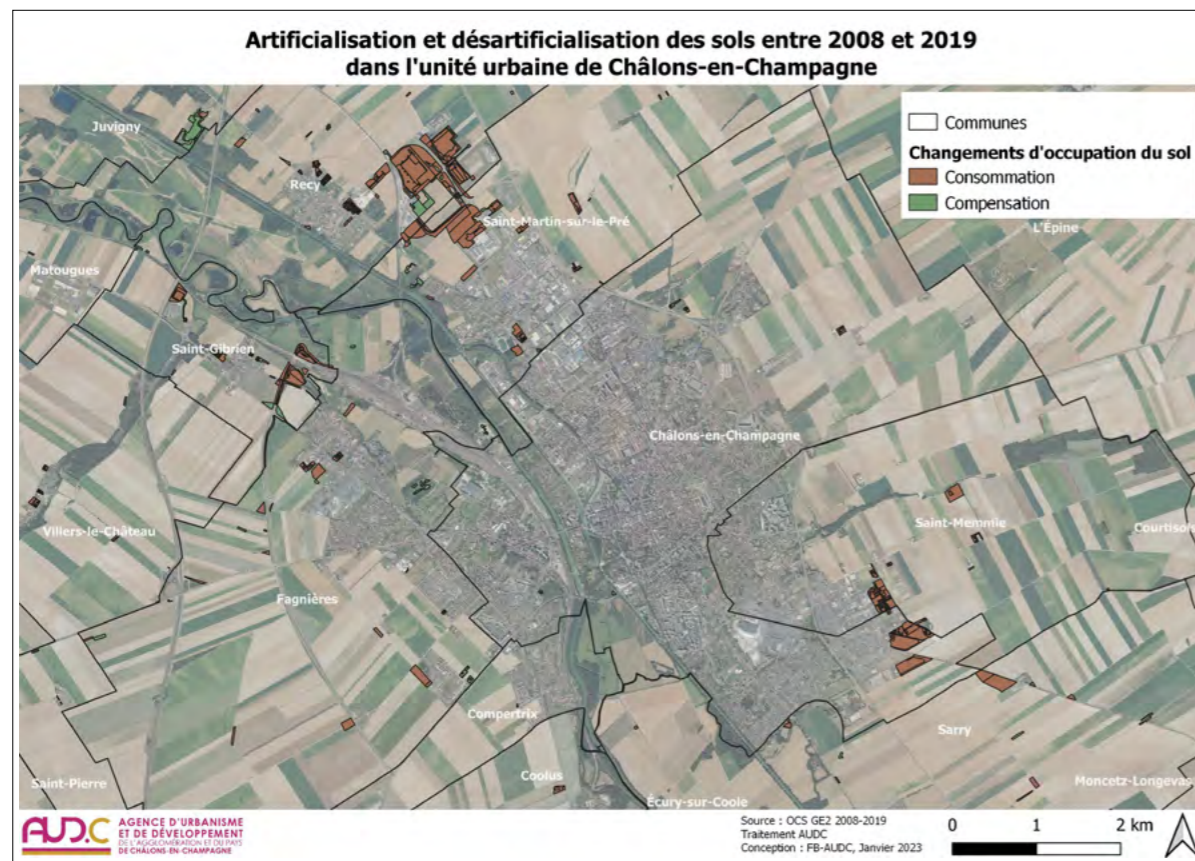 Artificialisation et désartificialisation des sols entre 2008 et 2019
dans l'unité urbaine de Châlons-en-Champagne
Communes
Changements d'occupation du sol
Consommation
Compensation
Juvigny
Recy
Saint-Martin-sur-le-Pré
L'Épine
Matougues
Saint-Gibrien
Châlons-en-Champagne
Saint-Memmie
Courtisols
Villers-le-Château
Fagnières
Compertrix
Sarry
Saint-Pierre
Coolus
Moncetz-Longevas
Écury-sur-Coole
AUD.C
AGENCE D'URBANISME
ET DE DÉVELOPPEMENT
DE L'AGGLOMÉRATION ET DU PAYS
DE CHÂLONS-EN-CHAMPAGNE
Source : OCS GE2 2008-2019
Traitement AUDC
Conception : FB-AUDC, Janvier 2023
0 1 2 km